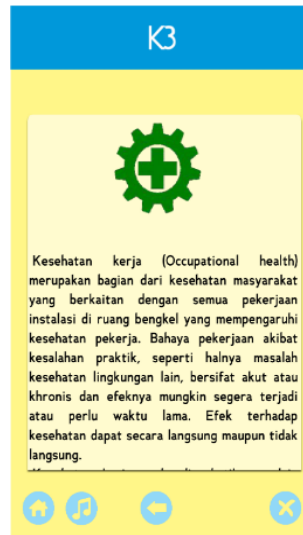 K3
Kesehatan kerja (Occupational health)
merupakan bagian dari kesehatan masyarakat
yang berkaitan dengan semua pekerjaan
instalasi di ruang bengkel yang mempengaruhi
kesehatan pekerja. Bahaya pekerjaan akibat
kesalahan praktik, seperti halnya masalah
kesehatan lingkungan lain, bersifat akut atau
khronis dan efeknya mungkin segera terjadi
atau perlu waktu lama. Efek terhadap
kesehatan dapat secara langsung maupun tidak
langsung.